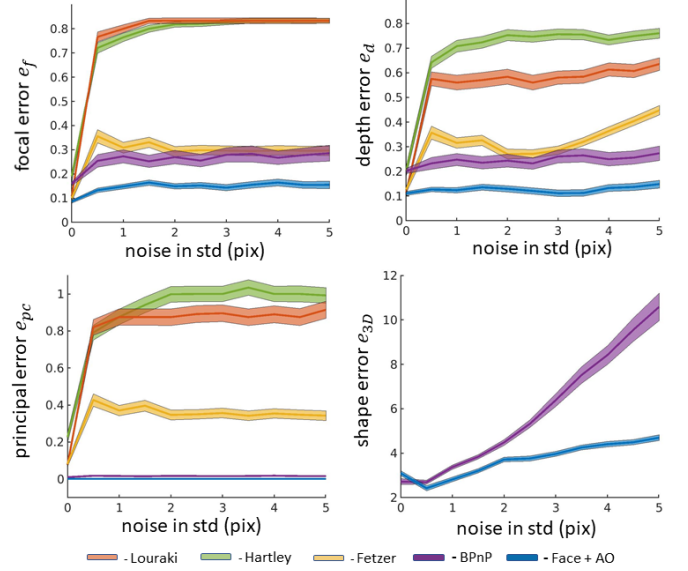 0.8
0.7
0.6
0.5
0.4
0.3
0.2
0.1
0
focal error e_f
0 1 2 3 4 5
noise in std (pix)
0.8
0.7
0.6
0.5
0.4
0.3
0.2
0.1
0
depth error e_d
0 1 2 3 4 5
noise in std (pix)
1
0.8
0.6
0.4
0.2
0
principal error e_pc
0 1 2 3 4 5
noise in std (pix)
12
10
8
6
4
2
shape error e_3D
0 1 2 3 4 5
noise in std (pix)
- Louraki - Hartley - Fetzer - BPnP - Face + AO